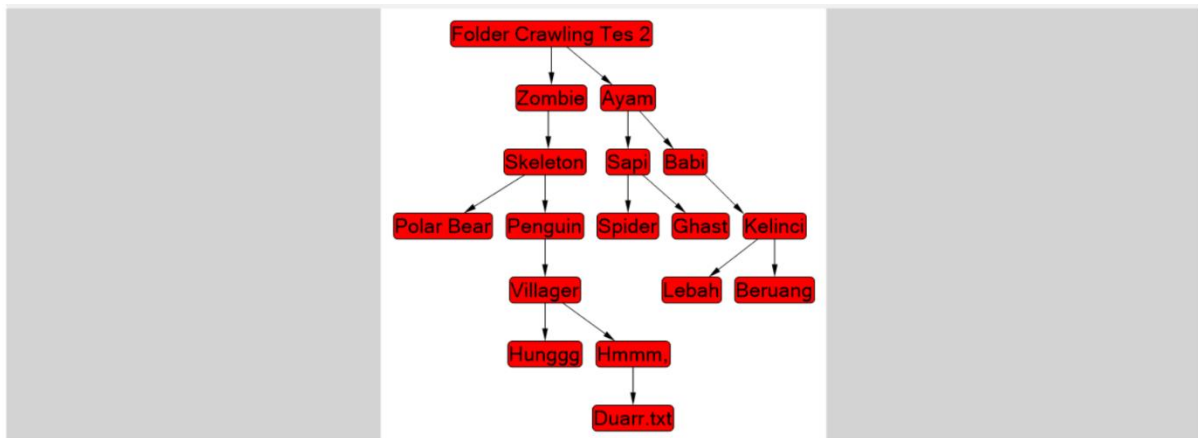 Folder Crawling Tes 2
Zombie Ayam
Skeleton Sapi Babi
Polar Bear Penguin Spider Ghast Kelinci
Villager Lebah Beruang
Hunggg Hmmm,
Duarr.txt